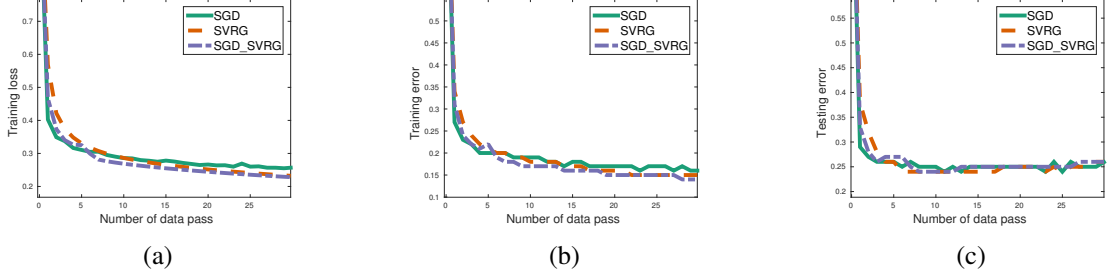 0.7
0.6
0.5
0.4
0.3
0.2
Training loss
0 5 10 15 20 25
Number of data pass
SGD
SVRG
SGD_SVRG
(a)
0.5
0.45
0.4
0.35
0.3
0.25
0.2
0.15
0.1
Training error
0 5 10 15 20 25
Number of data pass
SGD
SVRG
SGD_SVRG
(b)
0.55
0.5
0.45
0.4
0.35
0.3
0.25
0.2
Testing error
0 5 10 15 20 25
Number of data pass
SGD
SVRG
SGD_SVRG
(c)